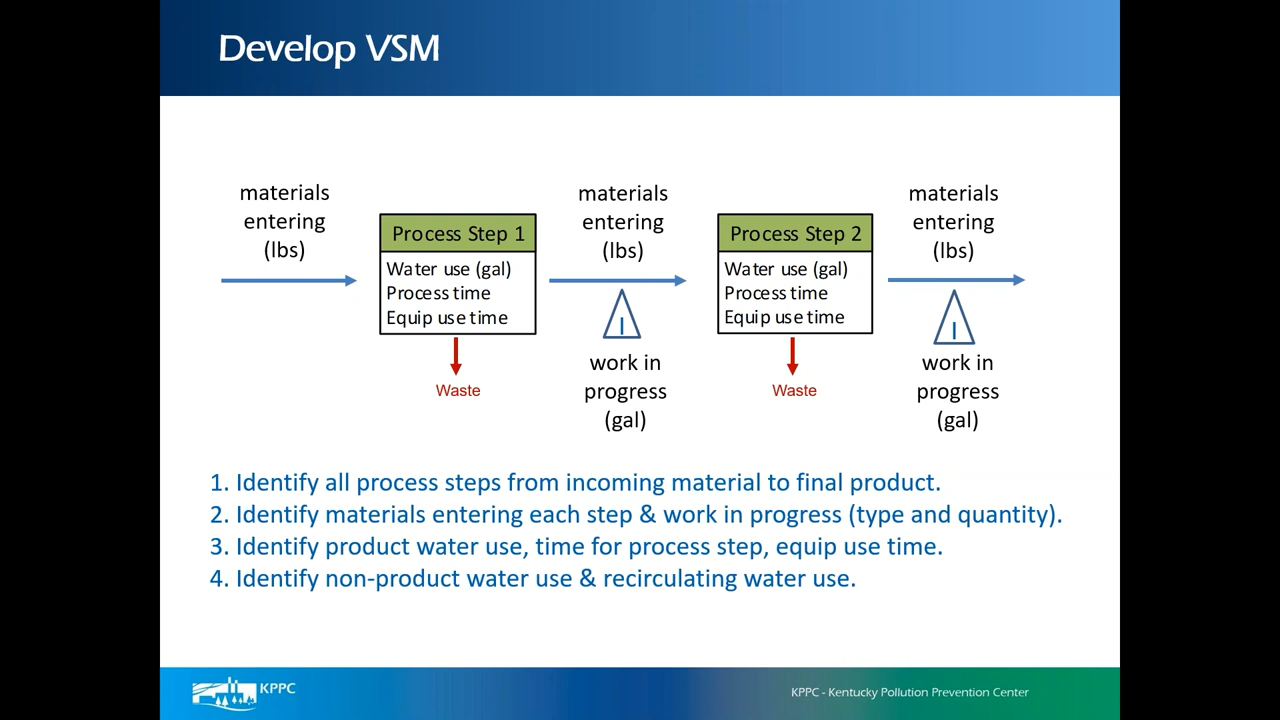 Develop VSM
materials
entering
(lbs)
Process Step 1
Water use (gal)
Process time
Equip use time
Waste
materials
entering
(lbs)
I
work in
progress
(gal)
Process Step 2
Water use (gal)
Process time
Equip use time
Waste
materials
entering
(lbs)
I
work in
progress
(gal)
1. Identify all process steps from incoming material to final product.
2. Identify materials entering each step & work in progress (type and quantity).
3. Identify product water use, time for process step, equip use time.
4. Identify non-product water use & recirculating water use.
KPPC
KPPC - Kentucky Pollution Prevention Center